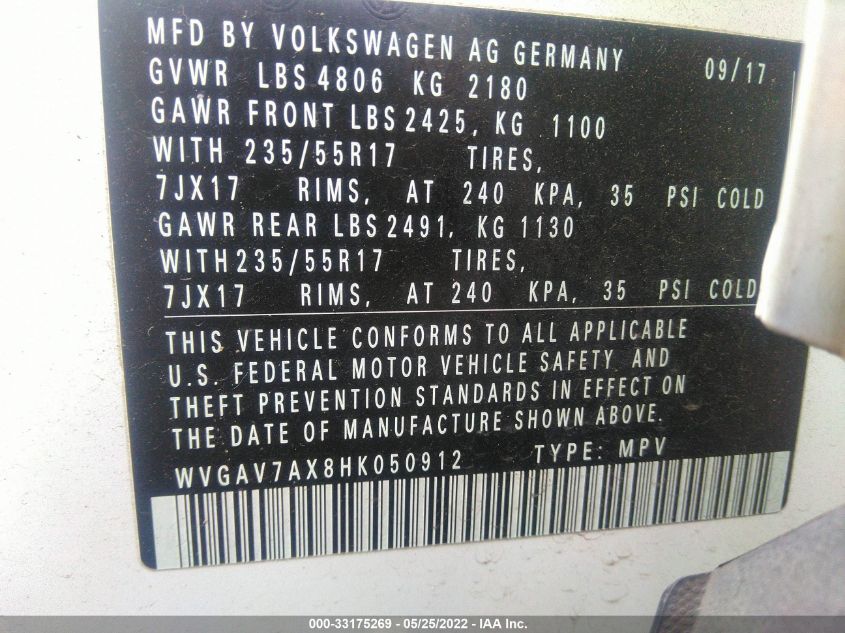 MFD BY VOLKSWAGEN AG GERMANY 09/17
GVWR LBS 4806 KG 2180
GAWR FRONT LBS 2425, KG 1100
WITH 235/55R17 TIRES,
7JX17 RIMS, AT 240 KPA, 35 PSI COLD
GAWR REAR LBS 2491, KG 1130
WITH 235/55R17 TIRES,
7JX17 RIMS, AT 240 KPA, 35 PSI COLD
THIS VEHICLE CONFORMS TO ALL APPLICABLE
U.S. FEDERAL MOTOR VEHICLE SAFETY AND
THEFT PREVENTION STANDARDS IN EFFECT ON
THE DATE OF MANUFACTURE SHOWN ABOVE.
WVGAV7AX8HK050912 TYPE: MPV
000-33175269 - 05/25/2022 - IAA Inc.